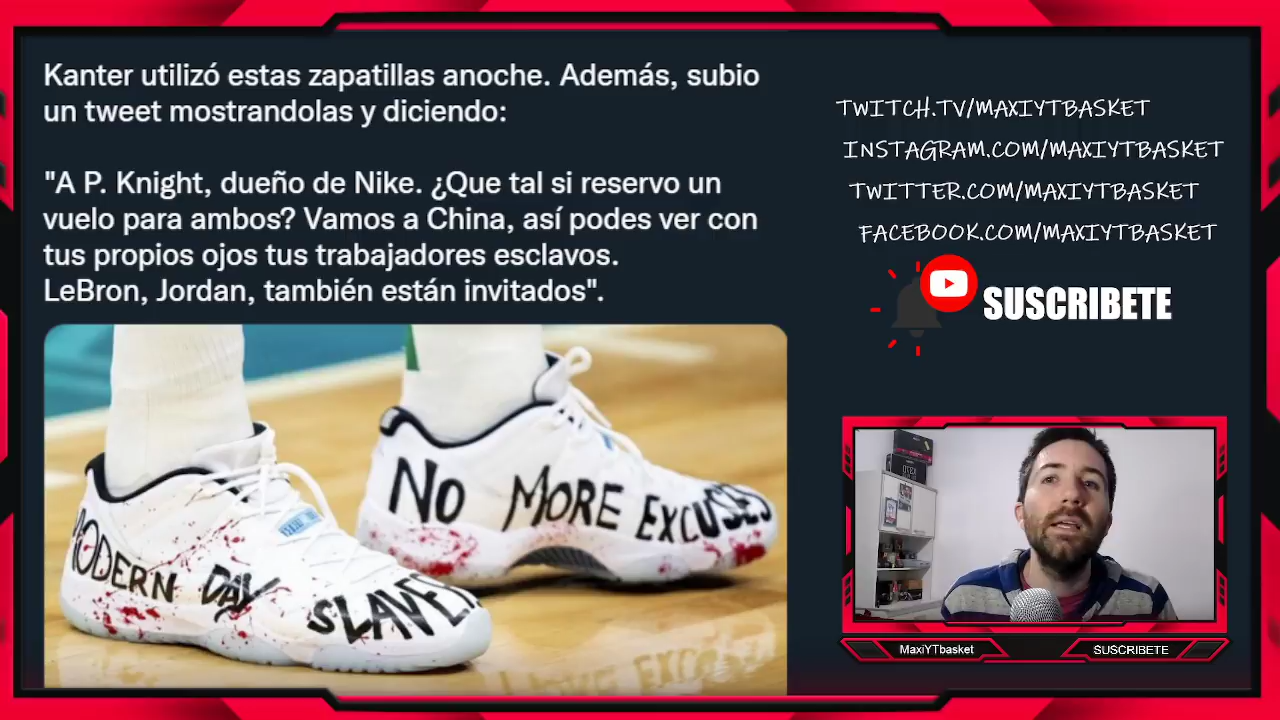 Kanter utilizó estas zapatillas anoche. Además, subio
un tweet mostrandolas y diciendo:
"A P. Knight, dueño de Nike. ¿Que tal si reservo un
vuelo para ambos? Vamos a China, así podes ver con
tus propios ojos tus trabajadores esclavos.
LeBron, Jordan, también están invitados".
MODERN DAY SLAVERY
NO MORE EXCUSES
TWITCH.TV/MAXIYTBASKET
INSTAGRAM.COM/MAXIYTBASKET
TWITTER.COM/MAXIYTBASKET
FACEBOOK.COM/MAXIYTBASKET
SUSCRIBETE
MaxiYTbasket
SUSCRIBETE